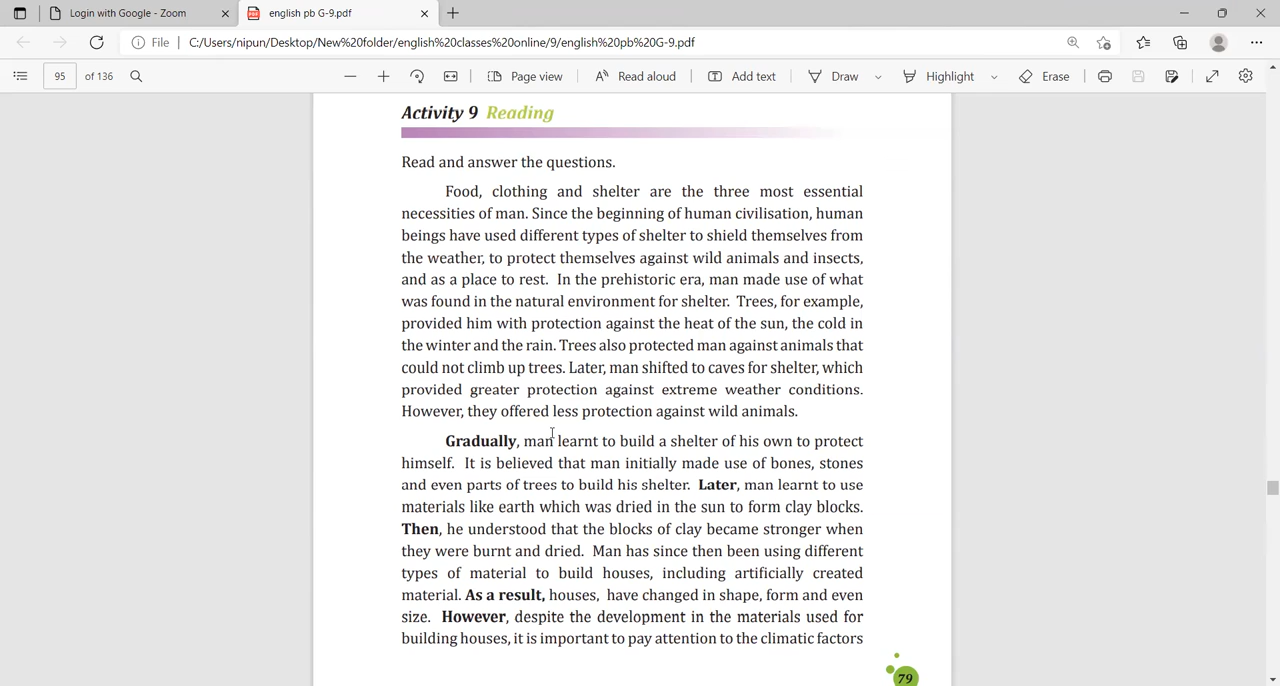 Login with Google - Zoom
english pb G-9.pdf
File
C:/Users/nipun/Desktop/New%20folder/english%20classes%20online/9/english%20pb%20G-9.pdf
95 of 136
Page view
Read aloud
Add text
Draw
Highlight
Erase
Activity 9 Reading
Read and answer the questions.
Food, clothing and shelter are the three most essential
necessities of man. Since the beginning of human civilisation, human
beings have used different types of shelter to shield themselves from
the weather, to protect themselves against wild animals and insects,
and as a place to rest. In the prehistoric era, man made use of what
was found in the natural environment for shelter. Trees, for example,
provided him with protection against the heat of the sun, the cold in
the winter and the rain. Trees also protected man against animals that
could not climb up trees. Later, man shifted to caves for shelter, which
provided greater protection against extreme weather conditions.
However, they offered less protection against wild animals.
Gradually, man learnt to build a shelter of his own to protect
himself. It is believed that man initially made use of bones, stones
and even parts of trees to build his shelter. Later, man learnt to use
materials like earth which was dried in the sun to form clay blocks.
Then, he understood that the blocks of clay became stronger when
they were burnt and dried. Man has since then been using different
types of material to build houses, including artificially created
material. As a result, houses, have changed in shape, form and even
size. However, despite the development in the materials used for
building houses, it is important to pay attention to the climatic factors
79